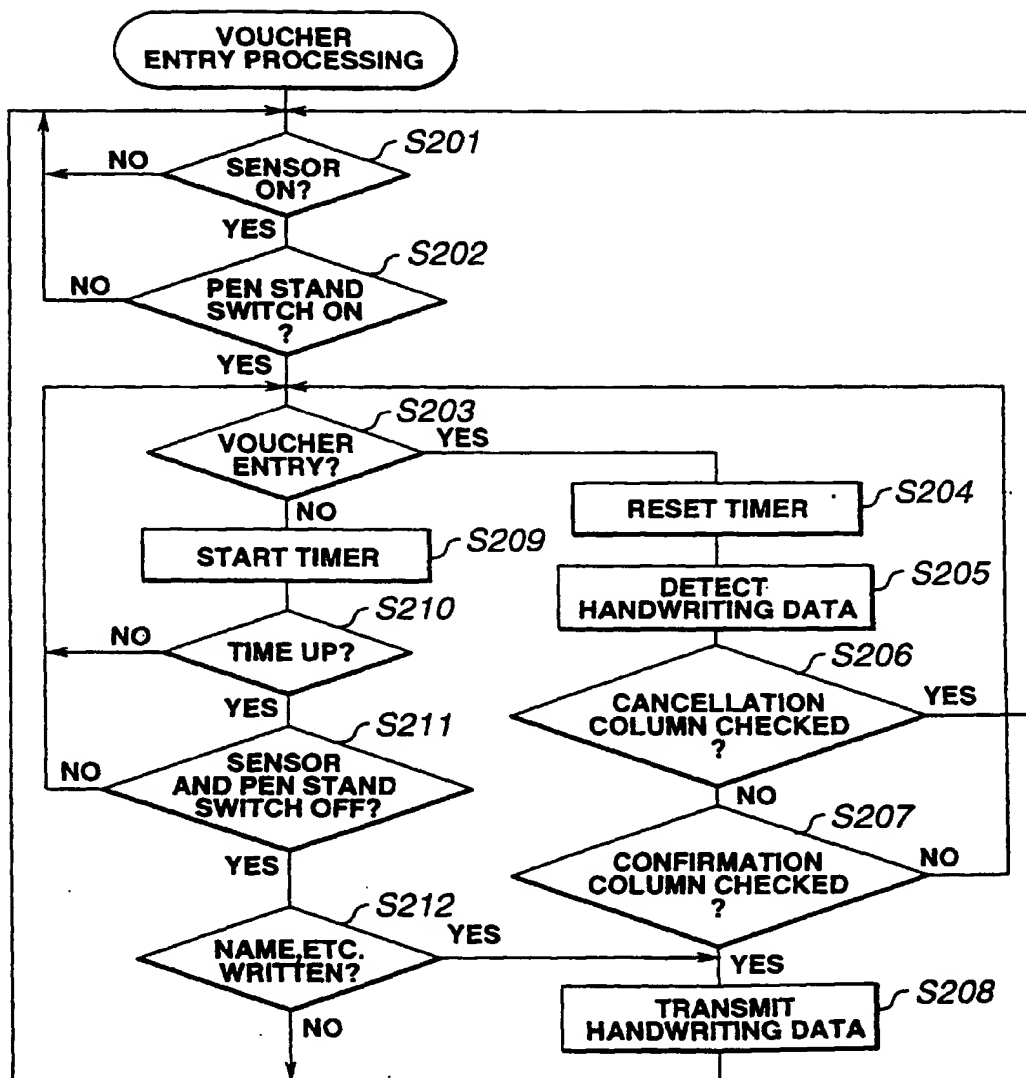 VOUCHER
ENTRY PROCESSING
S201
NO
SENSOR
ON?
YES
S202
NO
PEN STAND
SWITCH ON
?
YES
S203
VOUCHER
ENTRY?
YES
NO
S204
RESET TIMER
S209
START TIMER
S205
DETECT
HANDWRITING DATA
S210
NO
TIME UP?
YES
S206
CANCELLATION
COLUMN CHECKED
?
YES
NO
S211
NO
SENSOR
AND PEN STAND
SWITCH OFF?
YES
S207
CONFIRMATION
COLUMN CHECKED
?
NO
YES
S212
NAME,ETC.
WRITTEN?
YES
NO
S208
TRANSMIT
HANDWRITING DATA